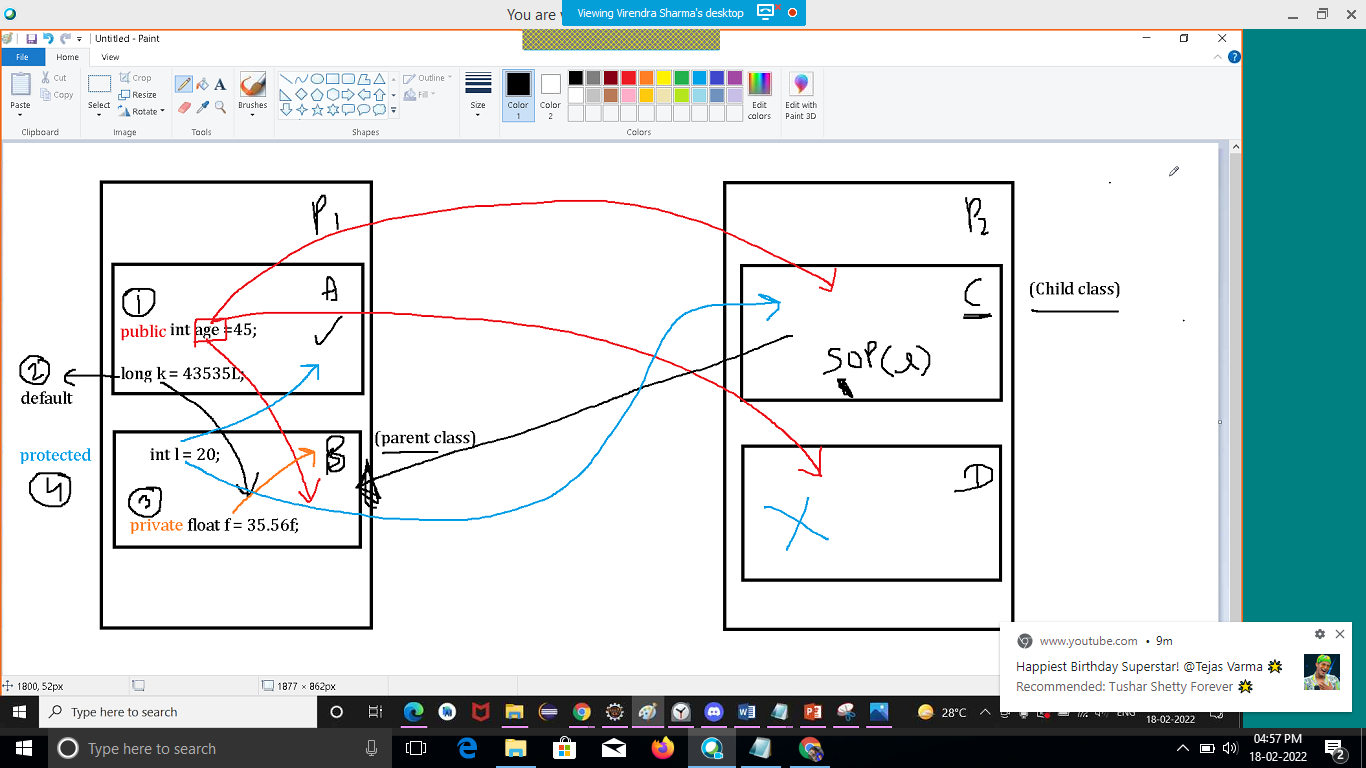 You are
Viewing Virendra Sharma's desktop
Untitled - Paint
File
Home
View
Paste
Cut
Copy
Clipboard
Select
Crop
Resize
Rotate
Image
Tools
Brushes
Shapes
Outline
Fill
Size
Color
1
Color
2
Colors
Edit
colors
Edit with
Paint 3D
P1
P2
1
A
C
(Child class)
public int age =45;
2
long k = 43535L;
default
SOP(l)
protected
4
int l = 20;
B
(parent class)
D
3
private float f = 35.56f;
www.youtube.com • 9m
Happiest Birthday Superstar! @Tejas Varma
Recommended: Tushar Shetty Forever
1800, 52px
1877 × 862px
Type here to search
28°C
ENG
18-02-2022
Type here to search
04:57 PM
18-02-2022
2